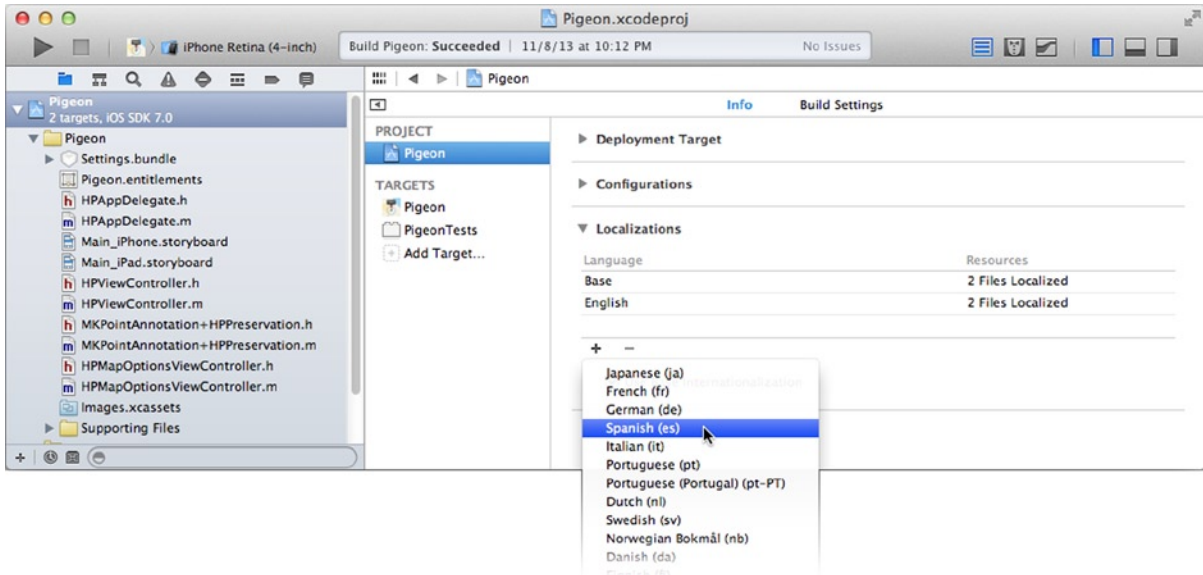 Pigeon.xcodeproj
iPhone Retina (4-inch)
Build Pigeon: Succeeded | 11/8/13 at 10:12 PM
No Issues
Pigeon
2 targets, iOS SDK 7.0
Pigeon
Settings.bundle
Pigeon.entitlements
HPAppDelegate.h
HPAppDelegate.m
Main_iPhone.storyboard
Main_iPad.storyboard
HPViewController.h
HPViewController.m
MKPointAnnotation+HPPreservation.h
MKPointAnnotation+HPPreservation.m
HPMapOptionsViewController.h
HPMapOptionsViewController.m
Images.xcassets
Supporting Files
Pigeon
Info
Build Settings
PROJECT
Pigeon
TARGETS
Pigeon
PigeonTests
Add Target...
Deployment Target
Configurations
Localizations
Language Resources
Base 2 Files Localized
English 2 Files Localized
+ −
Japanese (ja)
French (fr)
German (de)
Spanish (es)
Italian (it)
Portuguese (pt)
Portuguese (Portugal) (pt-PT)
Dutch (nl)
Swedish (sv)
Norwegian Bokmål (nb)
Danish (da)
Finnish (fi)